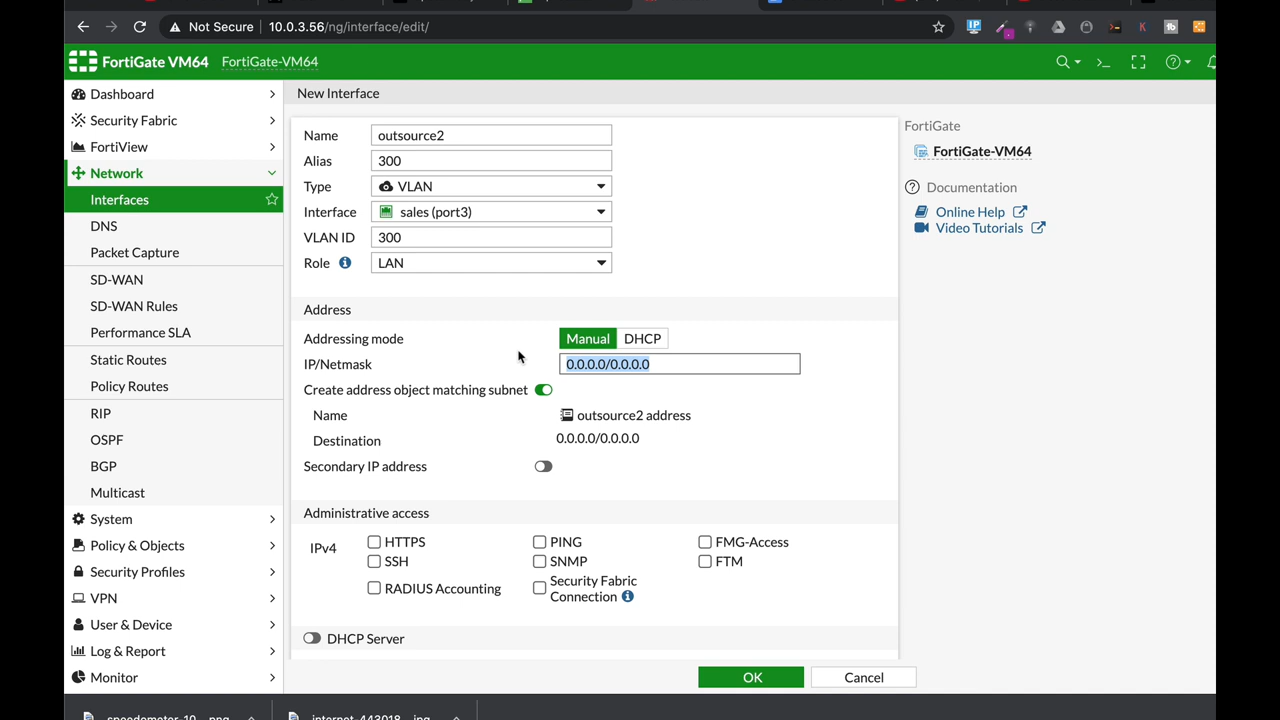 Not Secure 10.0.3.56/ng/interface/edit/
FortiGate VM64 FortiGate-VM64
Dashboard
Security Fabric
FortiView
Network
Interfaces
DNS
Packet Capture
SD-WAN
SD-WAN Rules
Performance SLA
Static Routes
Policy Routes
RIP
OSPF
BGP
Multicast
System
Policy & Objects
Security Profiles
VPN
User & Device
Log & Report
Monitor
New Interface
Name outsource2
Alias 300
Type VLAN
Interface sales (port3)
VLAN ID 300
Role LAN
Address
Addressing mode Manual DHCP
IP/Netmask 0.0.0.0/0.0.0.0
Create address object matching subnet
Name outsource2 address
Destination 0.0.0.0/0.0.0.0
Secondary IP address
Administrative access
IPv4 HTTPS PING FMG-Access
SSH SNMP FTM
RADIUS Accounting Security Fabric
Connection
DHCP Server
OK Cancel
FortiGate
FortiGate-VM64
Documentation
Online Help
Video Tutorials